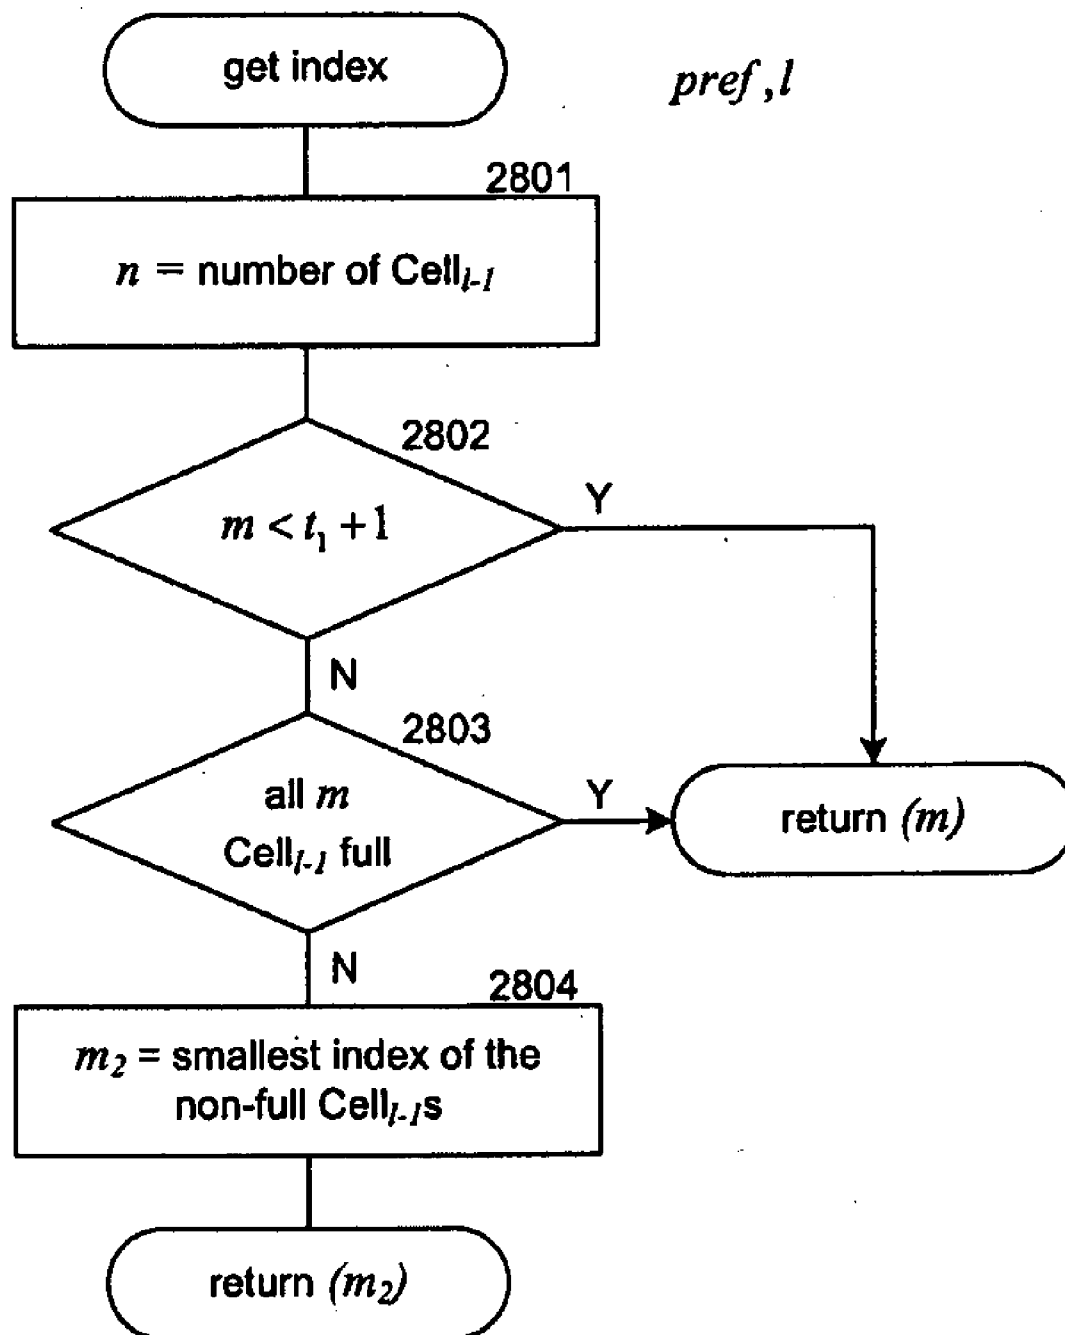 get index
pref, l
2801
n = number of Cell_{l-1}
2802
m < t_1 + 1
Y
N
2803
all m
Cell_{l-1} full
Y
return (m)
N
2804
m_2 = smallest index of the
non-full Cell_{l-1}s
return (m_2)